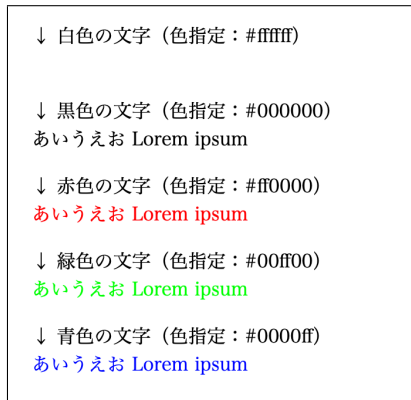 ↓ 白色の文字（色指定：#ffffff）
↓ 黒色の文字（色指定：#000000）
あいうえお Lorem ipsum
↓ 赤色の文字（色指定：#ff0000）
あいうえお Lorem ipsum
↓ 緑色の文字（色指定：#00ff00）
あいうえお Lorem ipsum
↓ 青色の文字（色指定：#0000ff）
あいうえお Lorem ipsum